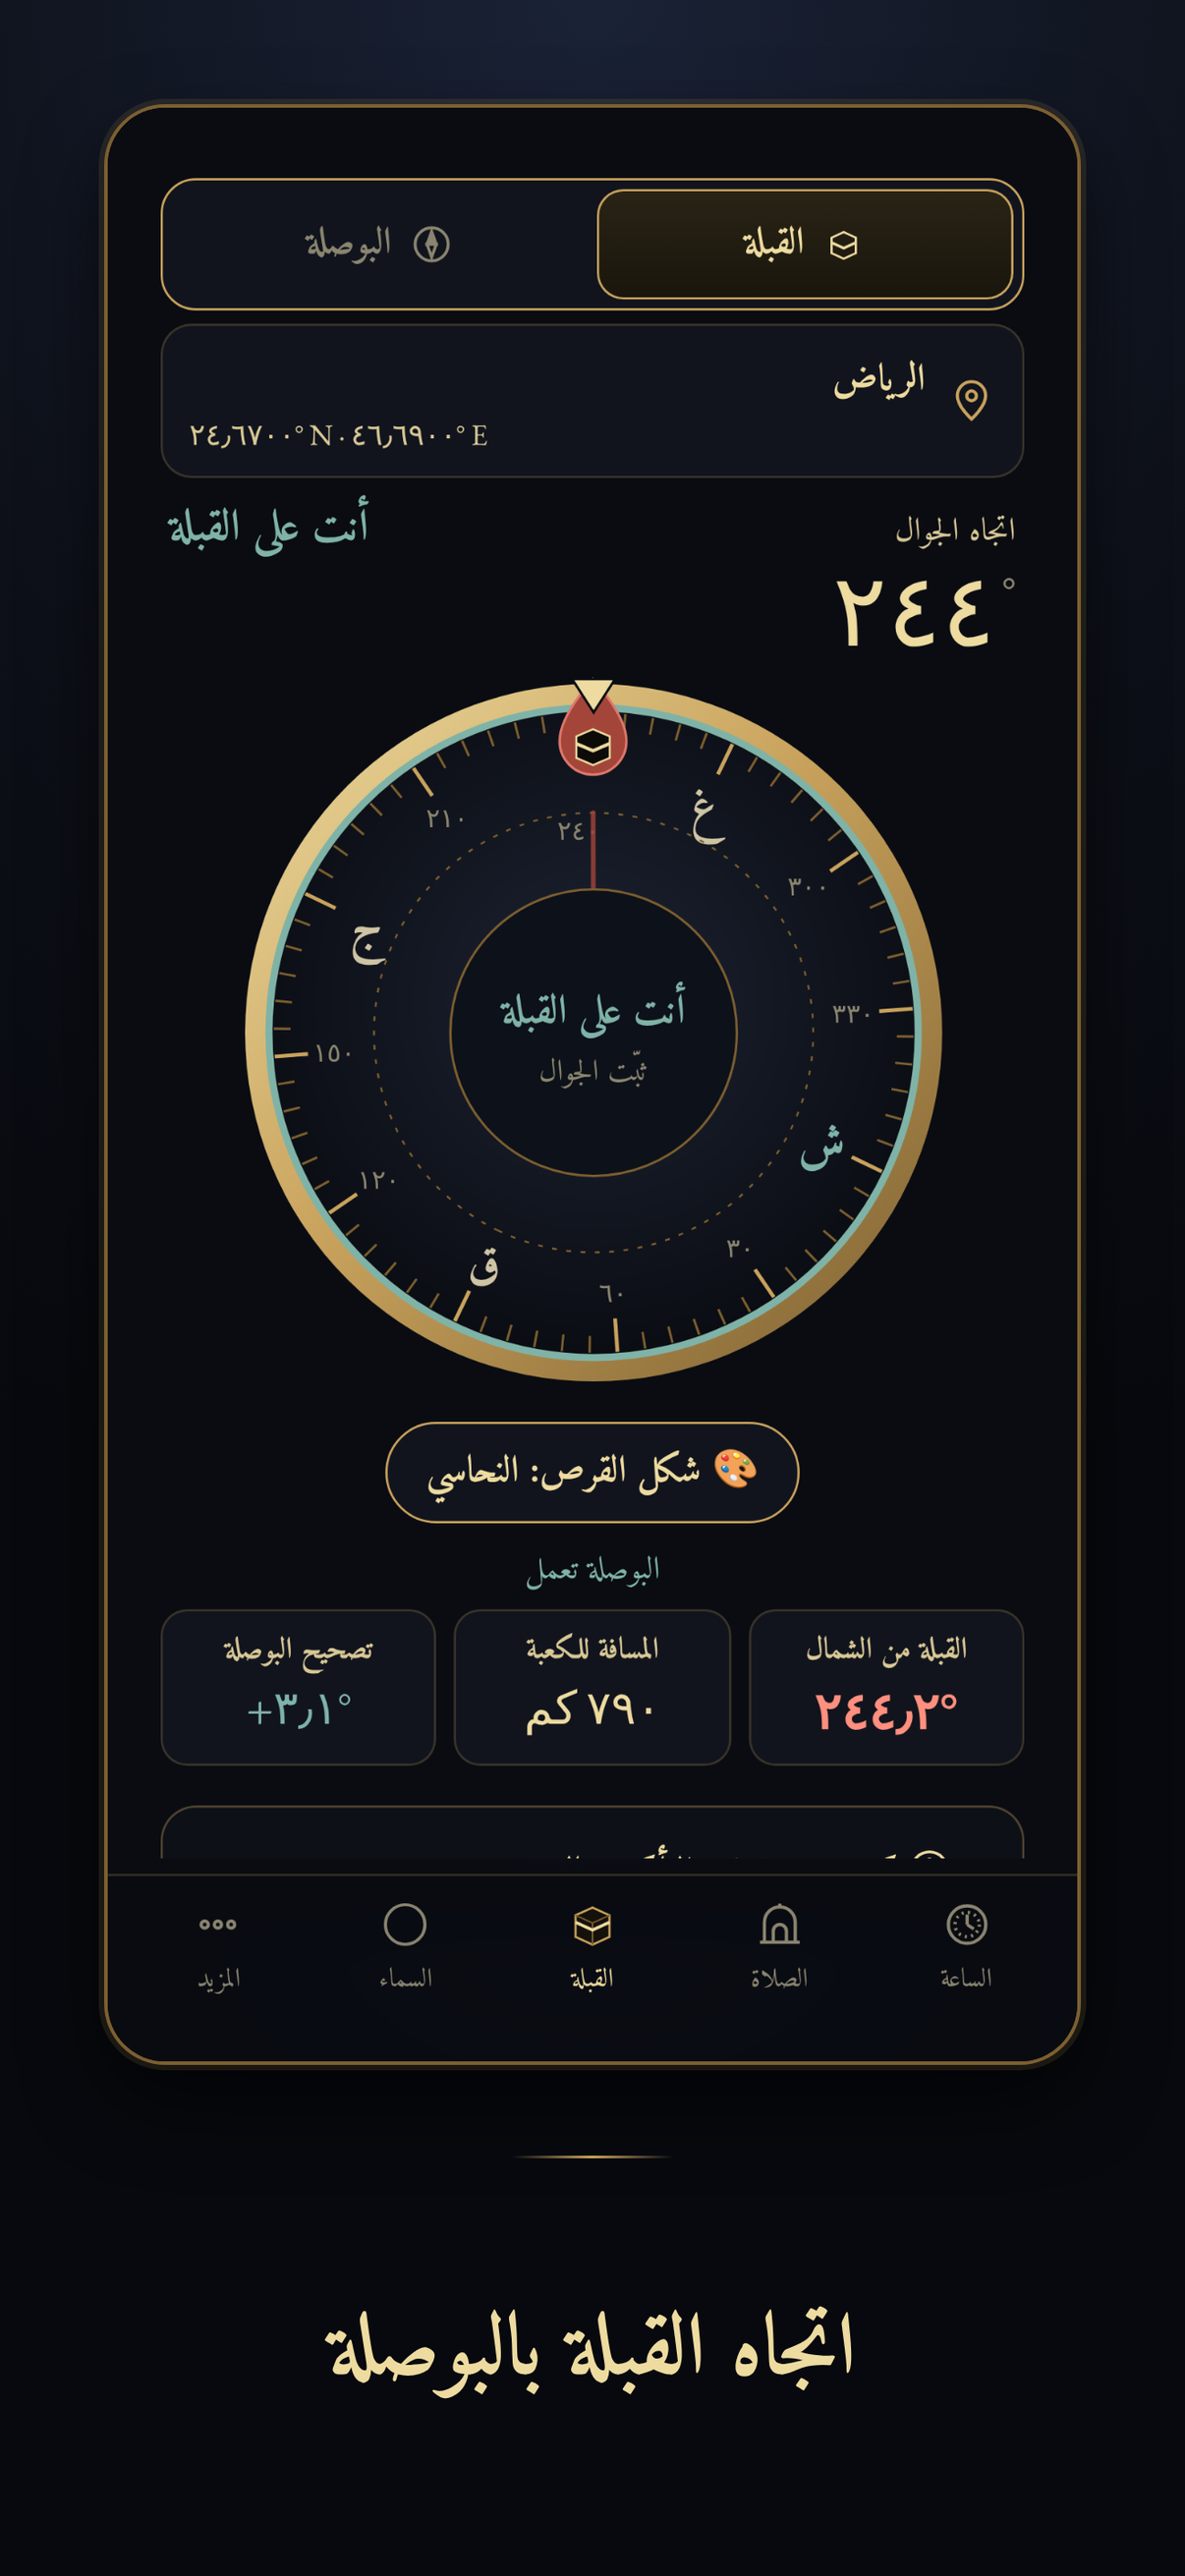 القبلة
البوصلة
الرياض
٢٤٫٦٧٠٠° N · ٤٦٫٦٩٠٠° E
اتجاه الجوال
أنت على القبلة
٢٤٤°
غ
٢١٠
٢٤
٣٠٠
ج
٣٣٠
أنت على القبلة
ثبّت الجوال
١٥٠
ش
١٢٠
٣٠
ق
٦٠
🎨 شكل القرص: النحاسي
البوصلة تعمل
القبلة من الشمال
٢٤٤٫٢°
المسافة للكعبة
٧٩٠ كم
تصحيح البوصلة
+٣٫١°
الساعة
الصلاة
القبلة
السماء
المزيد
اتجاه القبلة بالبوصلة